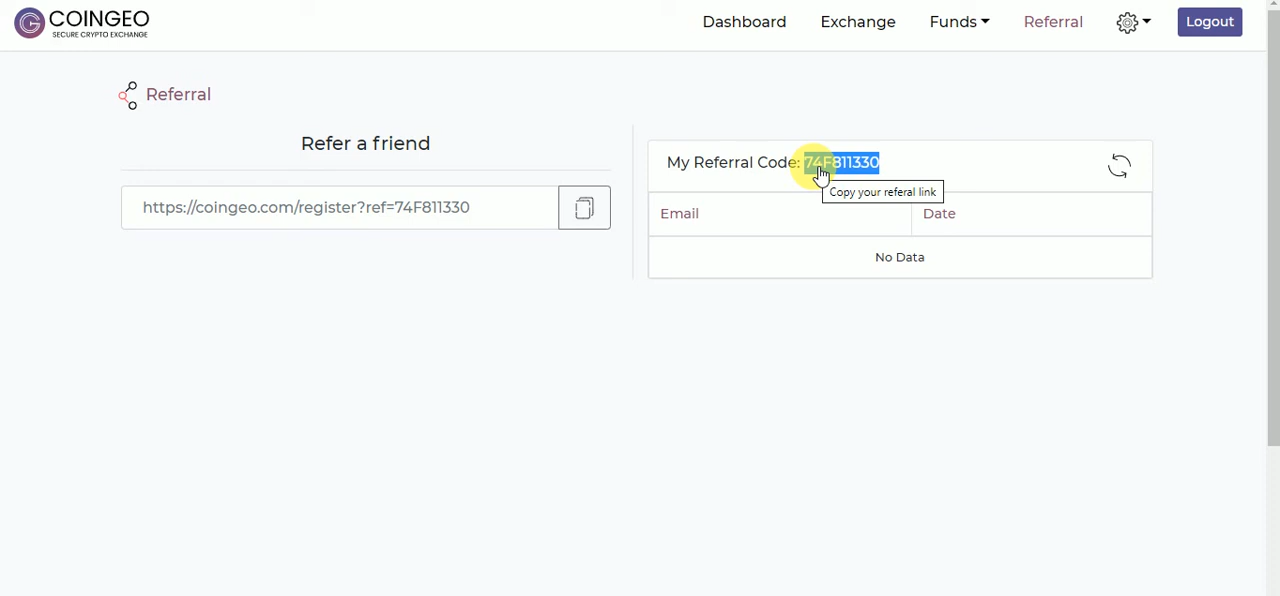 COINGEO
SECURE CRYPTO EXCHANGE
Dashboard
Exchange
Funds
Referral
Logout
Referral
Refer a friend
https://coingeo.com/register?ref=74F811330
My Referral Code: 74F811330
Copy your referal link
Email
Date
No Data